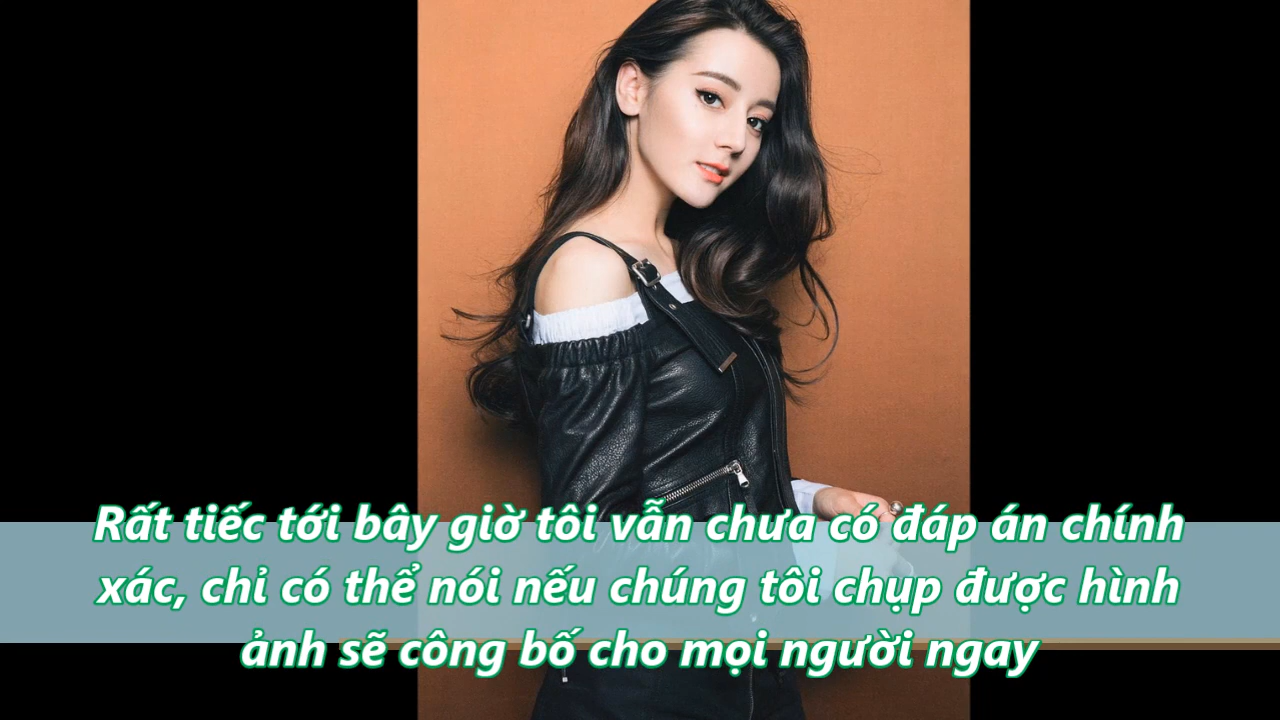 Rất tiếc tới bây giờ tôi vẫn chưa có đáp án chính
xác, chỉ có thể nói nếu chúng tôi chụp được hình
ảnh sẽ công bố cho mọi người ngay